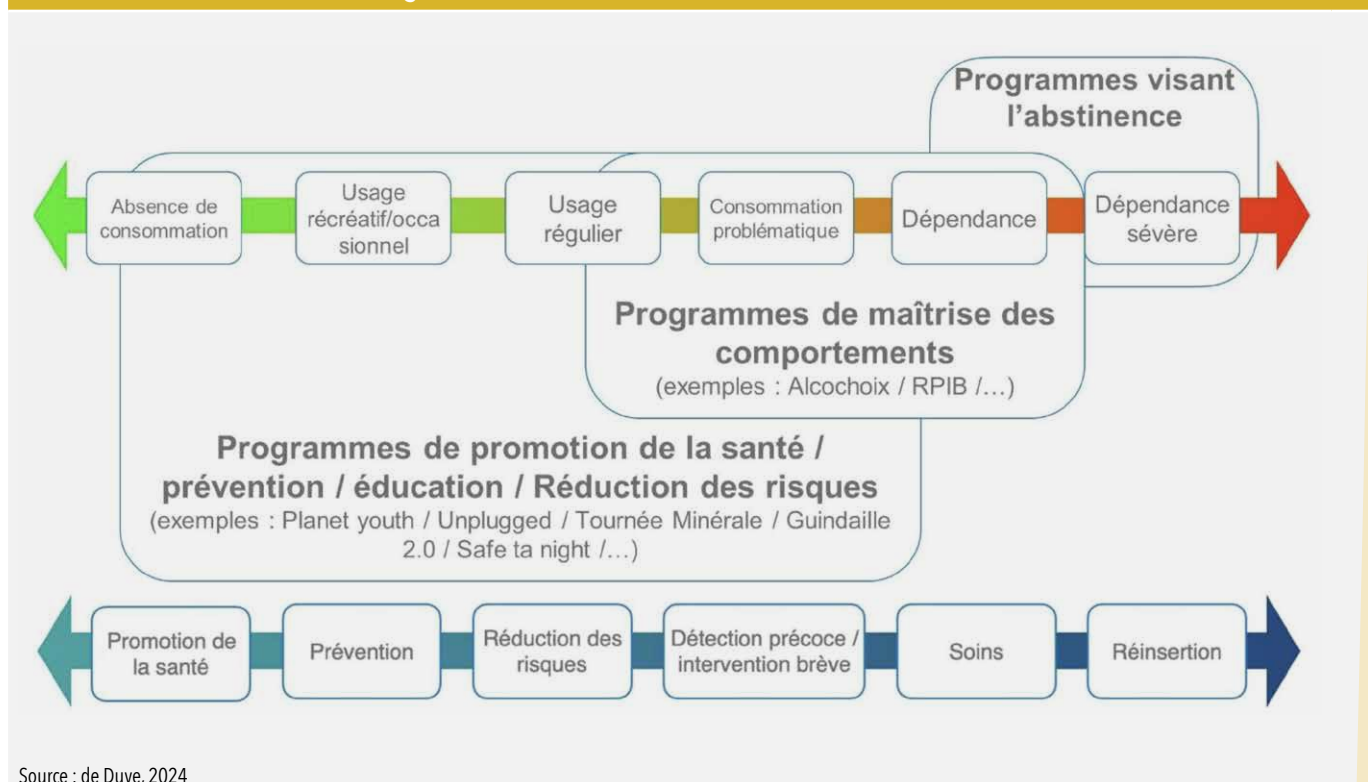 Programmes visant
l'abstinence
Absence de
consommation
Usage
récréatif/occa
sionnel
Usage
régulier
Consommation
problématique
Dépendance
Dépendance
sévère
Programmes de maîtrise des
comportements
(exemples : Alcochoix / RPIB /...)
Programmes de promotion de la santé /
prévention / éducation / Réduction des risques
(exemples : Planet youth / Unplugged / Tournée Minérale / Guindaille
2.0 / Safe ta night /...)
Promotion de
la santé
Prévention
Réduction des
risques
Détection précoce /
intervention brève
Soins
Réinsertion
Source : de Duve, 2024